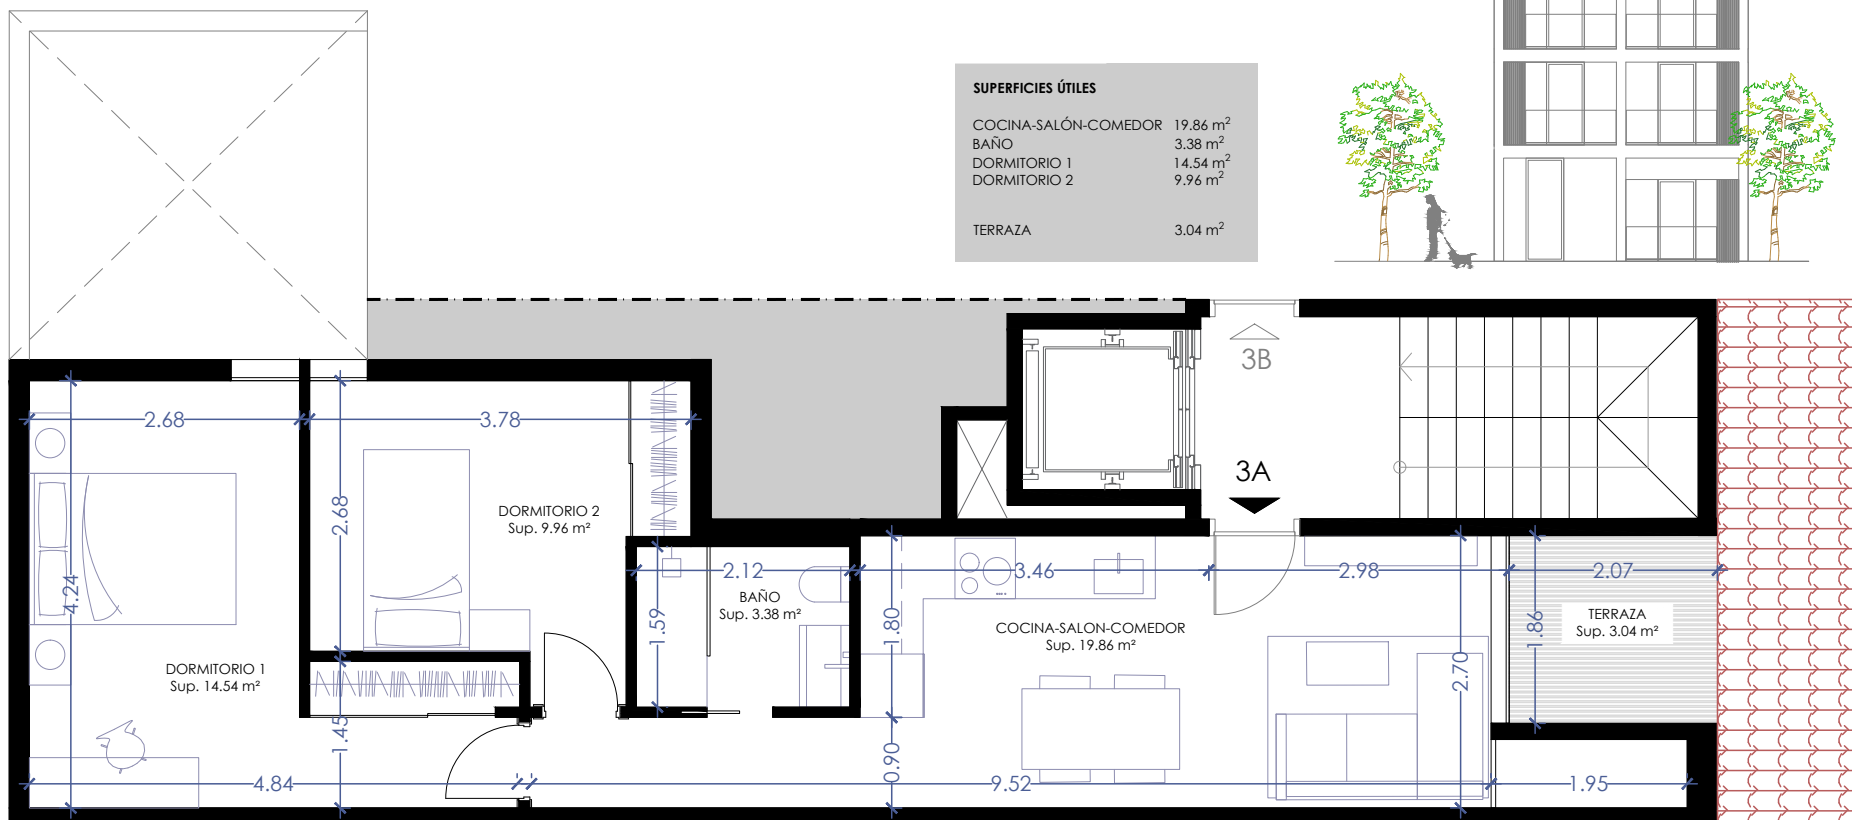 SUPERFICIES ÚTILES
COCINA-SALÓN-COMEDOR 19.86 m²
BAÑO 3.38 m²
DORMITORIO 1 14.54 m²
DORMITORIO 2 9.96 m²
TERRAZA 3.04 m²
3B
3A
2.68
3.78
2.68
DORMITORIO 2
Sup. 9.96 m²
4.24
2.12
3.46
2.98
2.07
BAÑO
Sup. 3.38 m²
1.59
1.80
COCINA-SALON-COMEDOR
Sup. 19.86 m²
1.86
TERRAZA
Sup. 3.04 m²
DORMITORIO 1
Sup. 14.54 m²
2.70
1.45
0.90
4.84
9.52
1.95